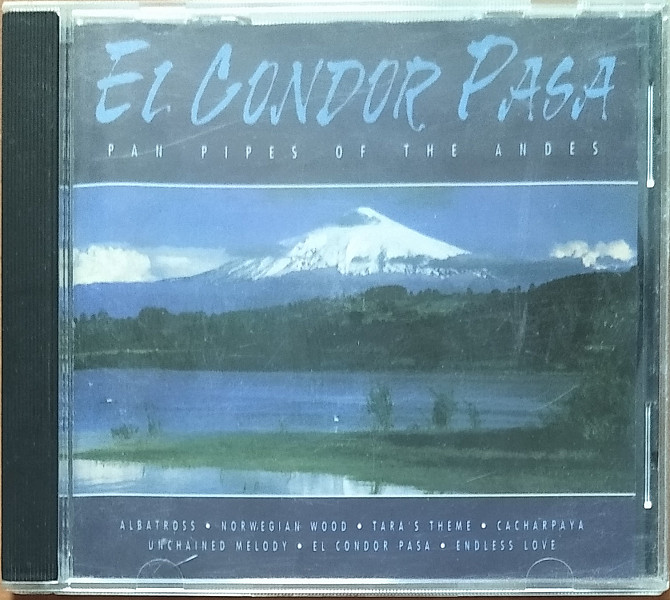 EL CONDOR PASA
PAN PIPES OF THE ANDES
ALBATROSS • NORWEGIAN WOOD • TARA'S THEME • CACHARPAYA
UNCHAINED MELODY • EL CONDOR PASA • ENDLESS LOVE